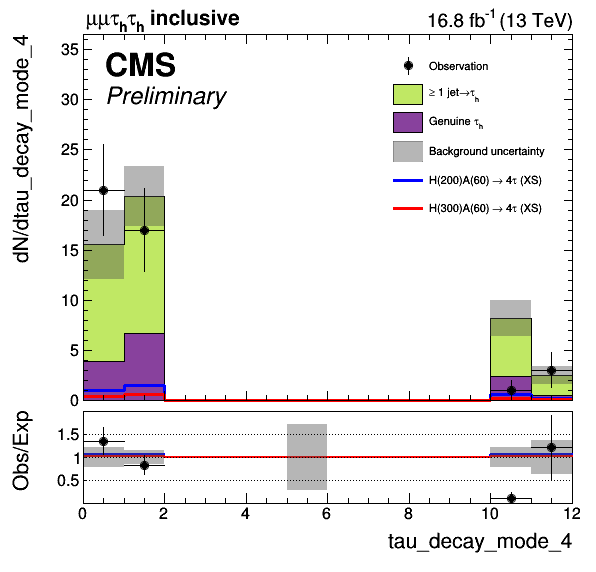 μμτhτh inclusive 16.8 fb⁻¹ (13 TeV)
CMS
Preliminary
Observation
≥ 1 jet→τh
Genuine τh
Background uncertainty
H(200)A(60) → 4τ (XS)
H(300)A(60) → 4τ (XS)
dN/dtau_decay_mode_4
35
30
25
20
15
10
5
0
Obs/Exp
1.5
1
0.5
0 2 4 6 8 10 12
tau_decay_mode_4